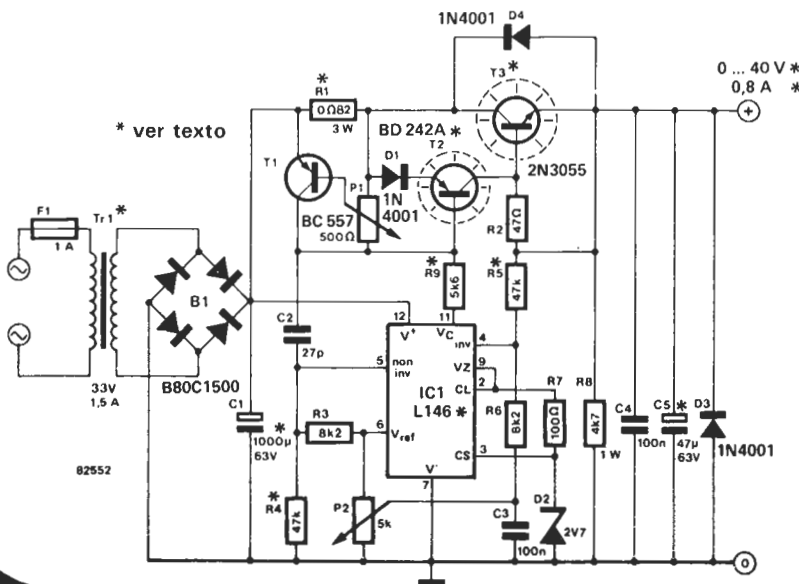 1N4001
D4
0 ... 40 V *
0,8 A *
*
R1
0Ω82
3 W
T3 *
* ver texto
BD 242A *
T2
2N3055
T1
D1
1N
4001
P1
BC 557
500Ω
R2
47Ω
F1
1 A
Tr1 *
*
R9
5k6
*
R5
47k
B1
C2
27p
12
V+
11
VC
inv
4
5
non
inv
VZ
9
CL
2
IC1
L146 *
R7
100Ω
R8
4k7
1 W
33V
1,5 A
B80C1500
C1
*
1000µ
63V
R3
8k2
6
Vref
R6
8k2
CS
3
C4
100n
C5 *
47µ
63V
D3
1N4001
82552
V-
7
*
R4
47k
P2
5k
C3
100n
D2
2V7
+
0